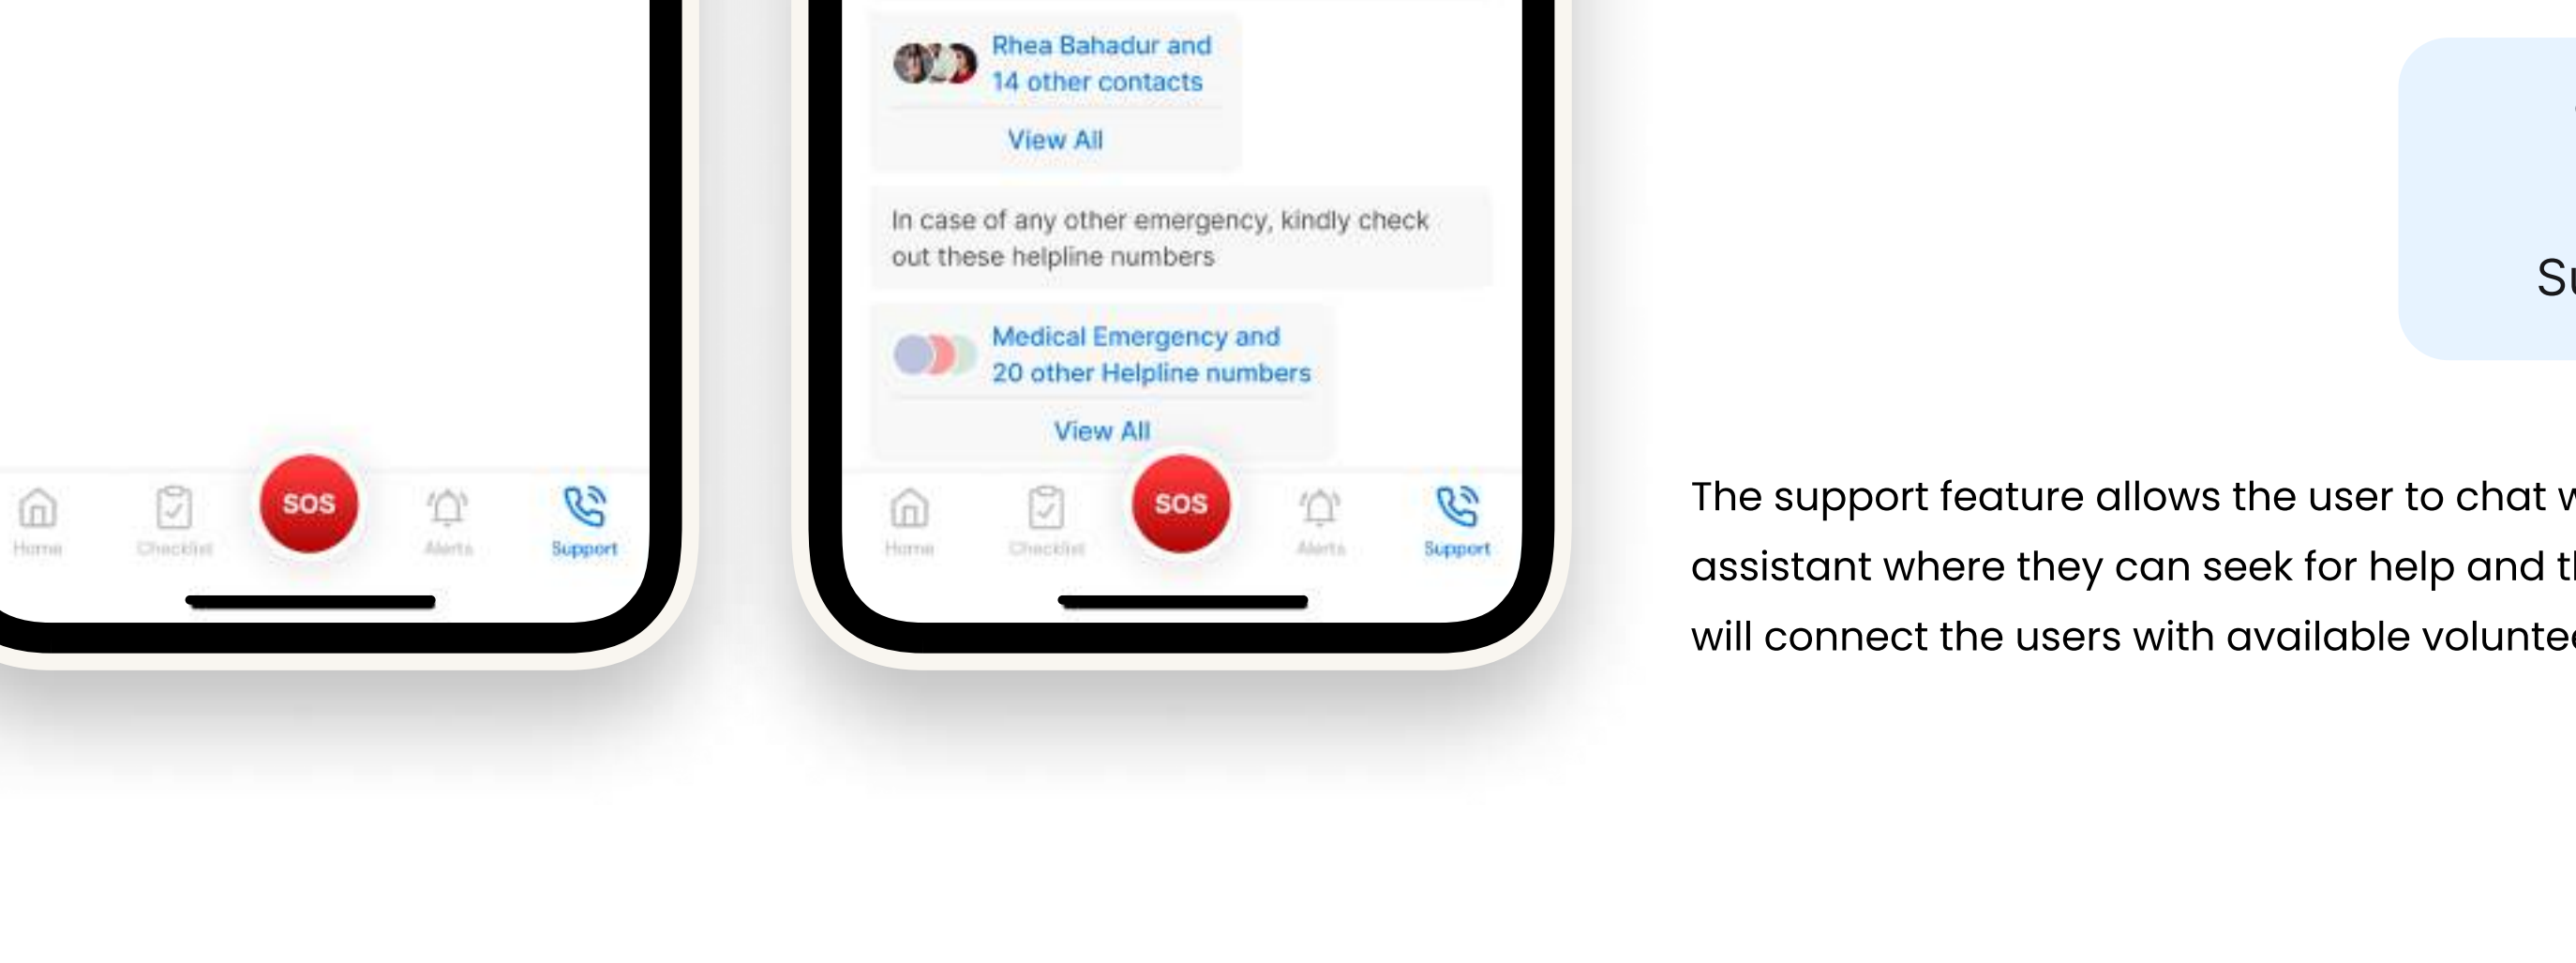 Rhea Bahadur and
14 other contacts
View All
In case of any other emergency, kindly check
out these helpline numbers
Medical Emergency and
20 other Helpline numbers
View All
SOS
Home
Checklist
Alerts
Support
SOS
Home
Checklist
Alerts
Support
The support feature allows the user to chat
assistant where they can seek for help and
will connect the users with available